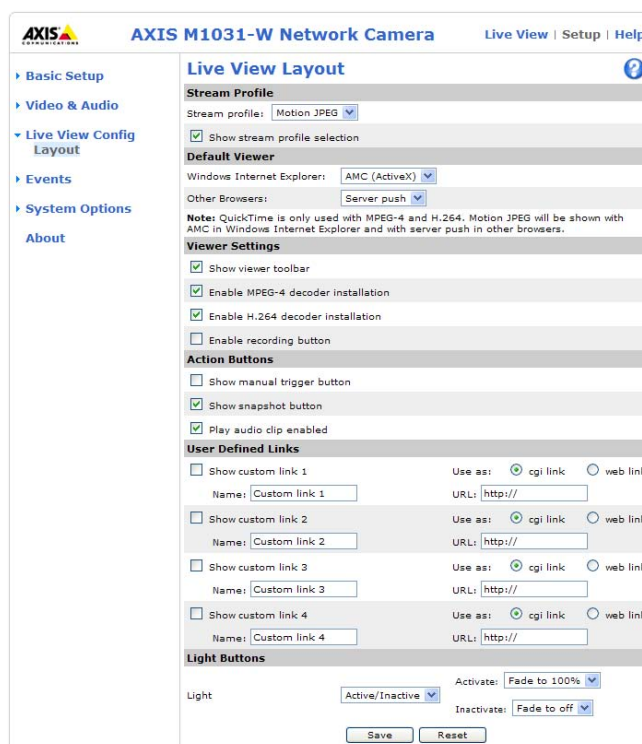 AXIS
COMMUNICATIONS
AXIS M1031-W Network Camera
Live View | Setup | Help
Basic Setup
Video & Audio
Live View Config
Layout
Events
System Options
About
Live View Layout
?
Stream Profile
Stream profile: Motion JPEG
Show stream profile selection
Default Viewer
Windows Internet Explorer: AMC (ActiveX)
Other Browsers: Server push
Note: QuickTime is only used with MPEG-4 and H.264. Motion JPEG will be shown with
AMC in Windows Internet Explorer and with server push in other browsers.
Viewer Settings
Show viewer toolbar
Enable MPEG-4 decoder installation
Enable H.264 decoder installation
Enable recording button
Action Buttons
Show manual trigger button
Show snapshot button
Play audio clip enabled
User Defined Links
Show custom link 1 Use as: cgi link web link
Name: Custom link 1 URL: http://
Show custom link 2 Use as: cgi link web link
Name: Custom link 2 URL: http://
Show custom link 3 Use as: cgi link web link
Name: Custom link 3 URL: http://
Show custom link 4 Use as: cgi link web link
Name: Custom link 4 URL: http://
Light Buttons
Activate: Fade to 100%
Light Active/Inactive
Inactivate: Fade to off
Save Reset